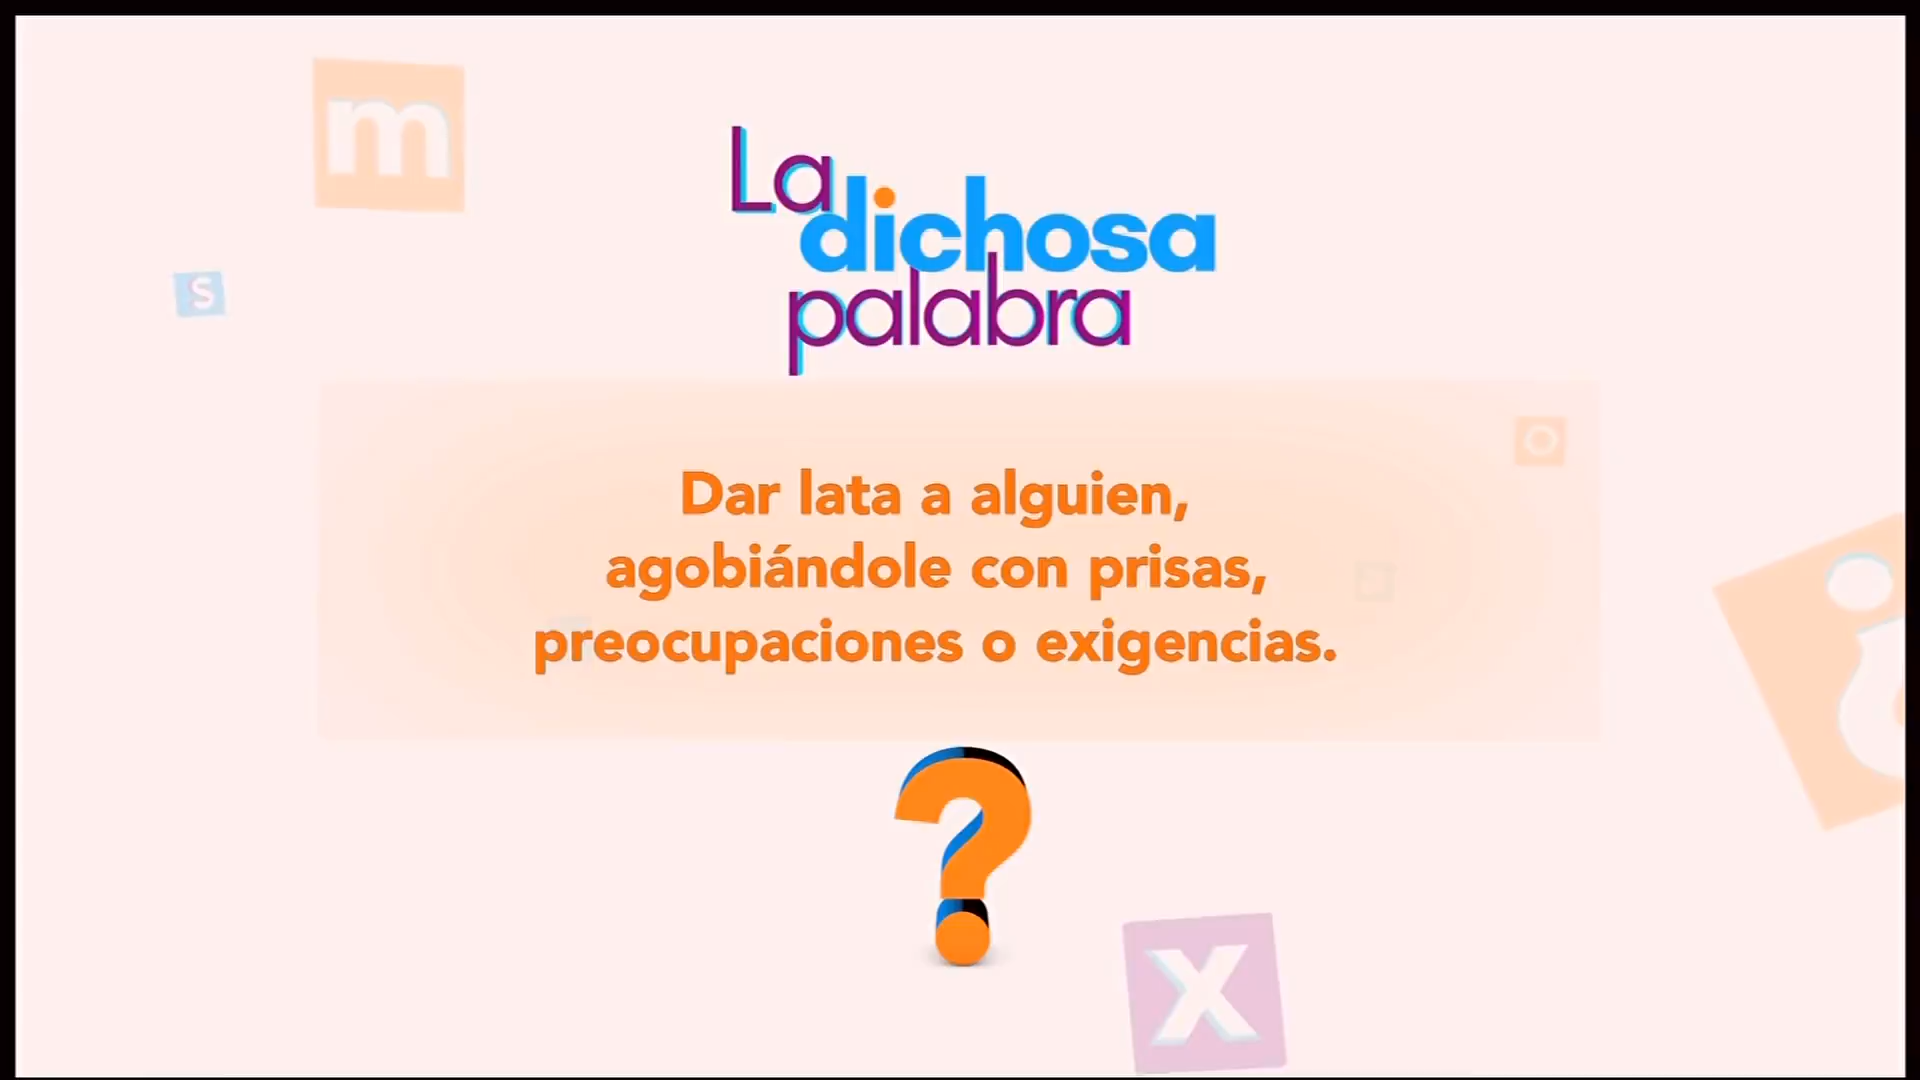 m
La
dichosa
palabra
s
o
Dar lata a alguien,
agobiándole con prisas,
preocupaciones o exigencias.
¿
?
x